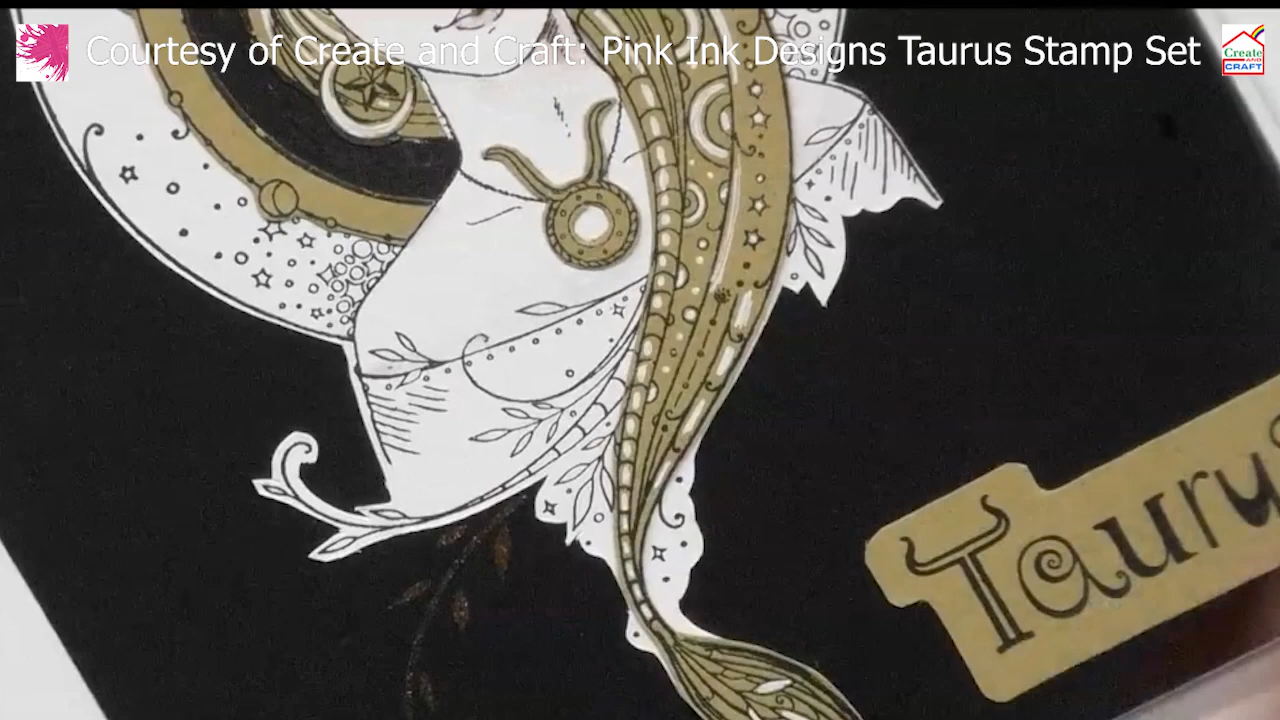 Courtesy of Create and Craft: Pink Ink Designs Taurus Stamp Set
Create
AND
CRAFT
Tauru